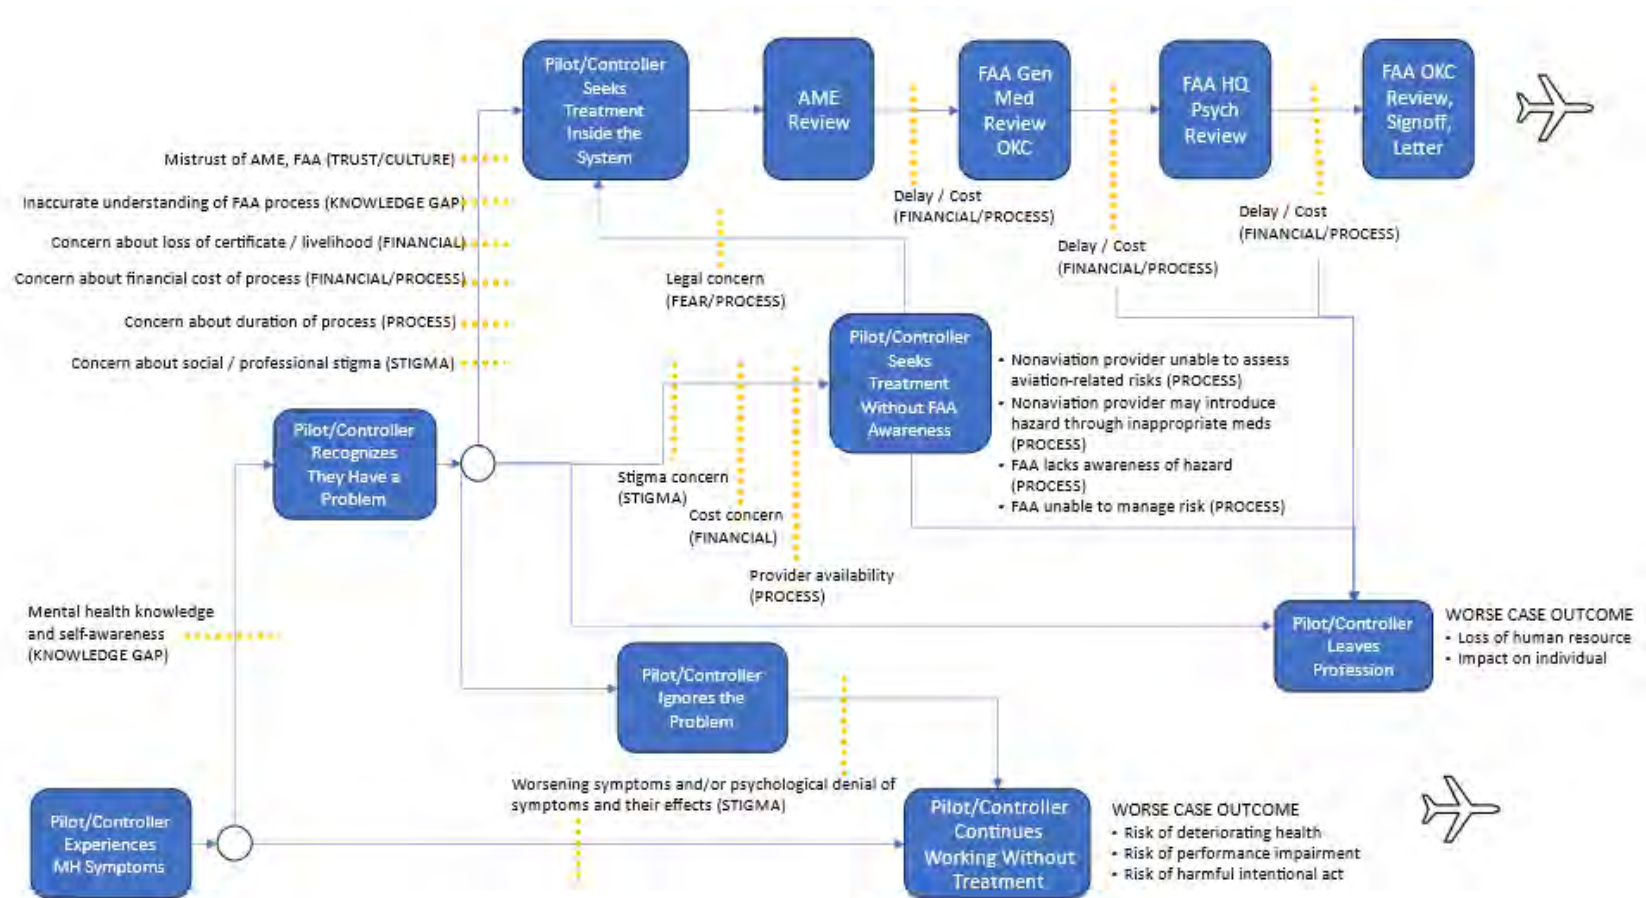 Pilot/Controller
Seeks
Treatment
Inside the
System
AME
Review
FAA Gen
Med
Review
OKC
FAA HQ
Psych
Review
FAA OKC
Review,
Signoff,
Letter
Mistrust of AME, FAA (TRUST/CULTURE)
Inaccurate understanding of FAA process (KNOWLEDGE GAP)
Concern about loss of certificate / livelihood (FINANCIAL)
Concern about financial cost of process (FINANCIAL/PROCESS)
Concern about duration of process (PROCESS)
Concern about social / professional stigma (STIGMA)
Delay / Cost
(FINANCIAL/PROCESS)
Delay / Cost
(FINANCIAL/PROCESS)
Delay / Cost
(FINANCIAL/PROCESS)
Legal concern
(FEAR/PROCESS)
Pilot/Controller
Seeks
Treatment
Without FAA
Awareness
• Nonaviation provider unable to assess
aviation-related risks (PROCESS)
• Nonaviation provider may introduce
hazard through inappropriate meds
(PROCESS)
• FAA lacks awareness of hazard
(PROCESS)
• FAA unable to manage risk (PROCESS)
Pilot/Controller
Recognizes
They Have a
Problem
Stigma concern
(STIGMA)
Cost concern
(FINANCIAL)
Provider availability
(PROCESS)
Mental health knowledge
and self-awareness
(KNOWLEDGE GAP)
Pilot/Controller
Leaves
Profession
WORSE CASE OUTCOME
• Loss of human resource
• Impact on individual
Pilot/Controller
Ignores the
Problem
Worsening symptoms and/or psychological denial of
symptoms and their effects (STIGMA)
Pilot/Controller
Experiences
MH Symptoms
Pilot/Controller
Continues
Working Without
Treatment
WORSE CASE OUTCOME
• Risk of deteriorating health
• Risk of performance impairment
• Risk of harmful intentional act